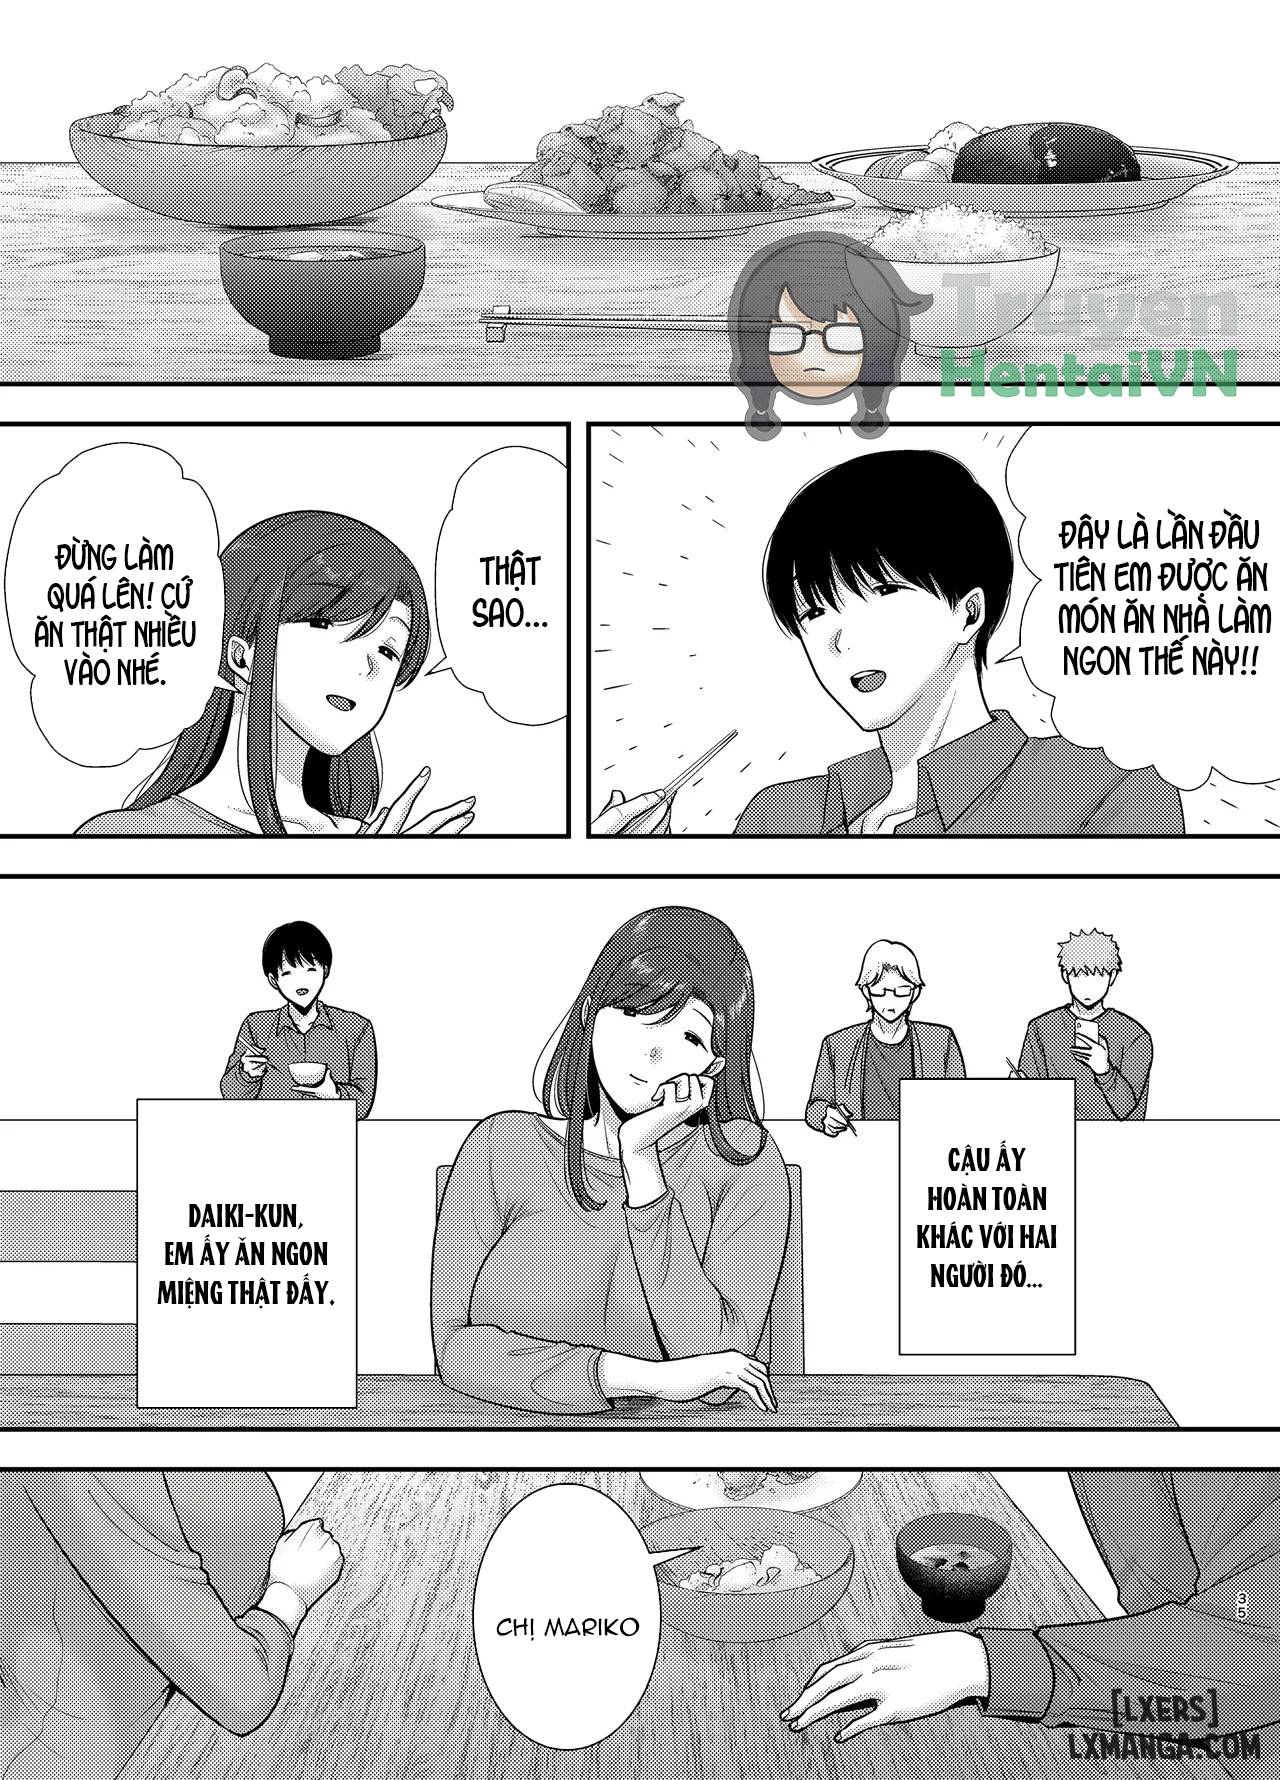 Truyen
HentaiVN
ĐÂY LÀ LẦN ĐẦU
TIÊN EM ĐƯỢC ĂN
MÓN ĂN NHÀ LÀM
NGON THẾ NÀY!!
THẬT
SAO...
ĐỪNG LÀM
QUÁ LÊN! CỨ
ĂN THẬT NHIỀU
VÀO NHÉ.
CẬU ẤY
HOÀN TOÀN
KHÁC VỚI HAI
NGƯỜI ĐÓ...
DAIKI-KUN,
EM ẤY ĂN NGON
MIỆNG THẬT ĐẤY.
CHỊ MARIKO
35
[LXERS]
LXMANGA.COM